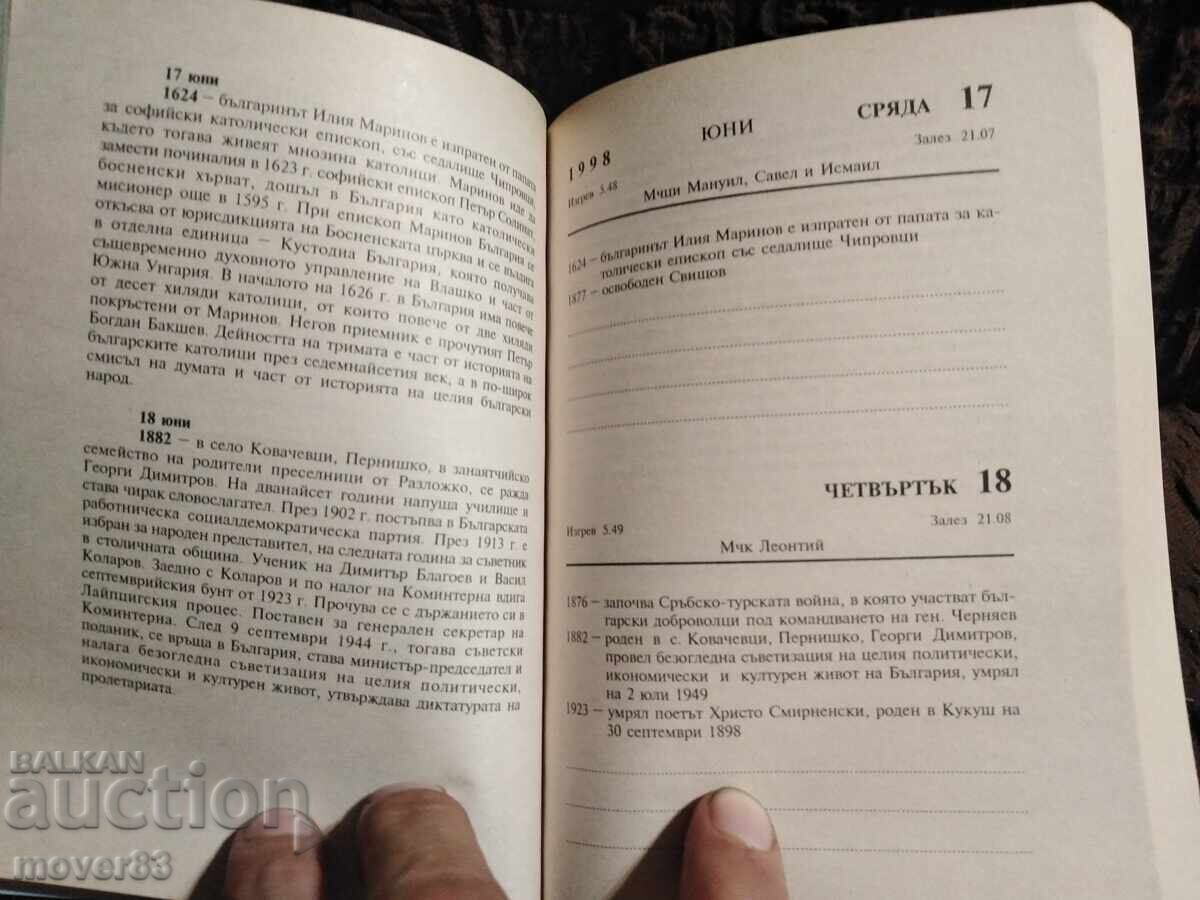 17 юни
1624 – българинът Илия Маринов е изпратен от папата
за софийски католически епископ, със седалище Чипровци,
където тогава живеят мнозина католици. Маринов иде да
замести починалия в 1623 г. софийски епископ Петър Солинат,
босненски хърват, дошъл в България като католически
мисионер още в 1595 г. При епископ Маринов България се
откъсва от юрисдикцията на Босненската църква и се въздига
в отделна единица – Кустодна България, която получава
същевременно духовното управление на Влашко и част от
Южна Унгария. В началото на 1626 г. в България има повече
от десет хиляди католици, от които повече от две хиляди
покръстени от Маринов. Негов приемник е прочутият Петър
Богдан Бакшев. Дейността на тримата е част от историята на
българските католици през седемнайсетия век, а в по-широк
смисъл на думата и част от историята на целия български
народ.
18 юни
1882 – в село Ковачевци, Пернишко, в занаятчийско
семейство на родители преселници от Разложко, се ражда
Георги Димитров. На дванайсет години напуща училище и
става чирак словослагател. През 1902 г. постъпва в Българската
работническа социалдемократическа партия. През 1913 г. е
избран за народен представител, на следната година за съветник
в столичната община. Ученик на Димитър Благоев и Васил
Коларов. Заедно с Коларов и по налог на Коминтерна вдига
септемврийския бунт от 1923 г. Прочува се с държанието си в
Лайпцигския процес. Поставен за генерален секретар на
Коминтерна. След 9 септември 1944 г., тогава съветски
поданик, се връща в България, става министър-председател и
налага безогледна съветизация на целия политически,
икономически и културен живот, утвърждава диктатурата на
пролетариата.
1998 ЮНИ СРЯДА 17
Изгрев 5.48 Залез 21.07
Мчци Мануил, Савел и Исмаил
1624 – българинът Илия Маринов е изпратен от папата за ка-
толически епископ със седалище Чипровци
1877 – освободен Свищов
ЧЕТВЪРТЪК 18
Изгрев 5.49 Залез 21.08
Мчк Леонтий
1876 – започва Сръбско-турската война, в която участват бъл-
гарски доброволци под командването на ген. Черняев
1882 – роден в с. Ковачевци, Пернишко, Георги Димитров,
провел безогледна съветизация на целия политически,
икономически и културен живот на България, умрял
на 2 юли 1949
1923 – умрял поетът Христо Смирненски, роден в Кукуш на
30 септември 1898
BALKAN
auction
mover83